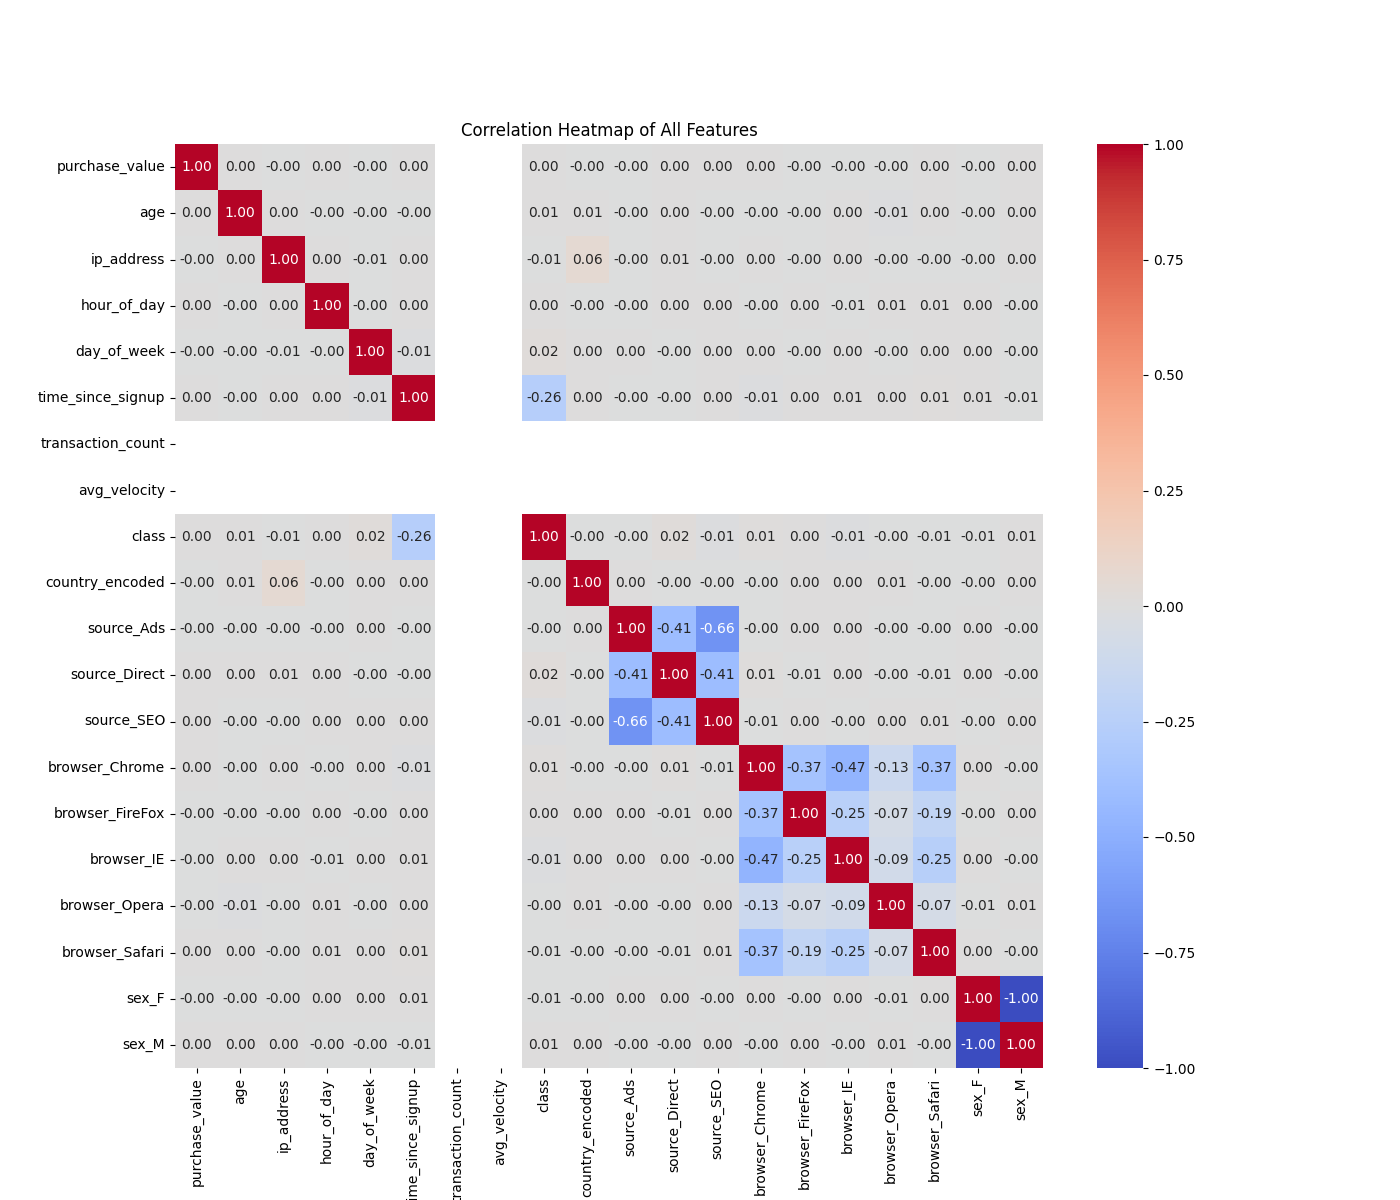 Correlation Heatmap of All Features
purchase_value 1.00 0.00 -0.00 0.00 -0.00 0.00 0.00 -0.00 -0.00 0.00 -0.00 0.00 -0.00 -0.00 -0.00 0.00 -0.00 0.00
age 0.00 1.00 0.00 -0.00 -0.00 -0.00 0.01 0.01 -0.00 0.00 -0.00 -0.00 -0.00 0.00 -0.01 0.00 -0.00 0.00
ip_address -0.00 0.00 1.00 0.00 -0.01 0.00 -0.01 0.06 -0.00 0.01 -0.00 0.00 0.00 0.00 -0.00 -0.00 -0.00 0.00
hour_of_day 0.00 -0.00 0.00 1.00 -0.00 0.00 0.00 -0.00 -0.00 0.00 0.00 -0.00 0.00 -0.01 0.01 0.01 0.00 -0.00
day_of_week -0.00 -0.00 -0.01 -0.00 1.00 -0.01 0.02 0.00 0.00 -0.00 0.00 0.00 -0.00 0.00 -0.00 0.00 0.00 -0.00
time_since_signup 0.00 -0.00 0.00 0.00 -0.01 1.00 -0.26 0.00 -0.00 -0.00 0.00 -0.01 0.00 0.01 0.00 0.01 0.01 -0.01
transaction_count
avg_velocity
class 0.00 0.01 -0.01 0.00 0.02 -0.26 1.00 -0.00 -0.00 0.02 -0.01 0.01 0.00 -0.01 -0.00 -0.01 -0.01 0.01
country_encoded -0.00 0.01 0.06 -0.00 0.00 0.00 -0.00 1.00 0.00 -0.00 -0.00 -0.00 0.00 0.00 0.01 -0.00 -0.00 0.00
source_Ads -0.00 -0.00 -0.00 -0.00 0.00 -0.00 -0.00 0.00 1.00 -0.41 -0.66 -0.00 0.00 0.00 -0.00 -0.00 0.00 -0.00
source_Direct 0.00 0.00 0.01 0.00 -0.00 -0.00 0.02 -0.00 -0.41 1.00 -0.41 0.01 -0.01 0.00 -0.00 -0.01 0.00 -0.00
source_SEO -0.00 -0.00 -0.00 0.00 0.00 0.00 -0.01 -0.00 -0.66 -0.41 1.00 -0.01 0.00 -0.00 0.00 0.01 -0.00 0.00
browser_Chrome 0.00 -0.00 0.00 -0.00 0.00 -0.01 0.01 -0.00 -0.00 0.01 -0.01 1.00 -0.37 -0.47 -0.13 -0.37 0.00 -0.00
browser_FireFox -0.00 -0.00 0.00 0.00 -0.00 0.00 0.00 0.00 0.00 -0.01 0.00 -0.37 1.00 -0.25 -0.07 -0.19 -0.00 0.00
browser_IE -0.00 0.00 0.00 -0.01 0.00 0.01 -0.01 0.00 0.00 0.00 -0.00 -0.47 -0.25 1.00 -0.09 -0.25 0.00 -0.00
browser_Opera -0.00 -0.01 -0.00 0.01 -0.00 0.00 -0.00 0.01 -0.00 -0.00 0.00 -0.13 -0.07 -0.09 1.00 -0.07 -0.01 0.01
browser_Safari 0.00 0.00 -0.00 0.01 0.00 0.01 -0.01 -0.00 -0.00 -0.01 0.01 -0.37 -0.19 -0.25 -0.07 1.00 0.00 -0.00
sex_F -0.00 -0.00 -0.00 0.00 0.00 0.01 -0.01 -0.00 0.00 0.00 -0.00 0.00 -0.00 0.00 -0.01 0.00 1.00 -1.00
sex_M 0.00 0.00 0.00 -0.00 -0.00 -0.01 0.01 0.00 -0.00 -0.00 0.00 -0.00 0.00 -0.00 0.01 -0.00 -1.00 1.00
purchase_value
age
ip_address
hour_of_day
day_of_week
ime_since_signup
ransaction_count
avg_velocity
class
country_encoded
source_Ads
source_Direct
source_SEO
browser_Chrome
browser_FireFox
browser_IE
browser_Opera
browser_Safari
sex_F
sex_M
1.00
0.75
0.50
0.25
0.00
−0.25
−0.50
−0.75
−1.00